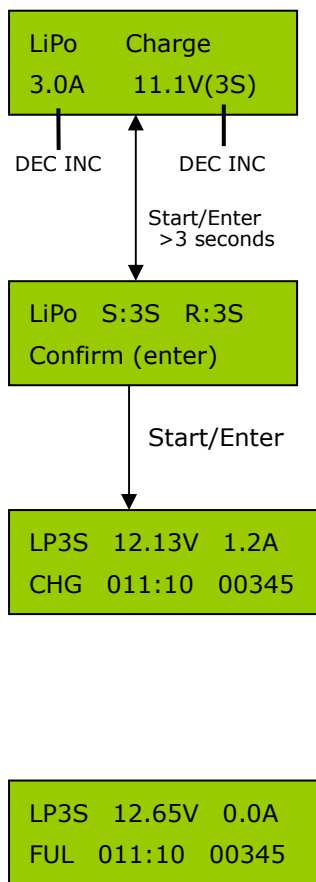 LiPo Charge
3.0A 11.1V(3S)
DEC INC DEC INC
Start/Enter
>3 seconds
LiPo S:3S R:3S
Confirm (enter)
Start/Enter
LP3S 12.13V 1.2A
CHG 011:10 00345
LP3S 12.65V 0.0A
FUL 011:10 00345